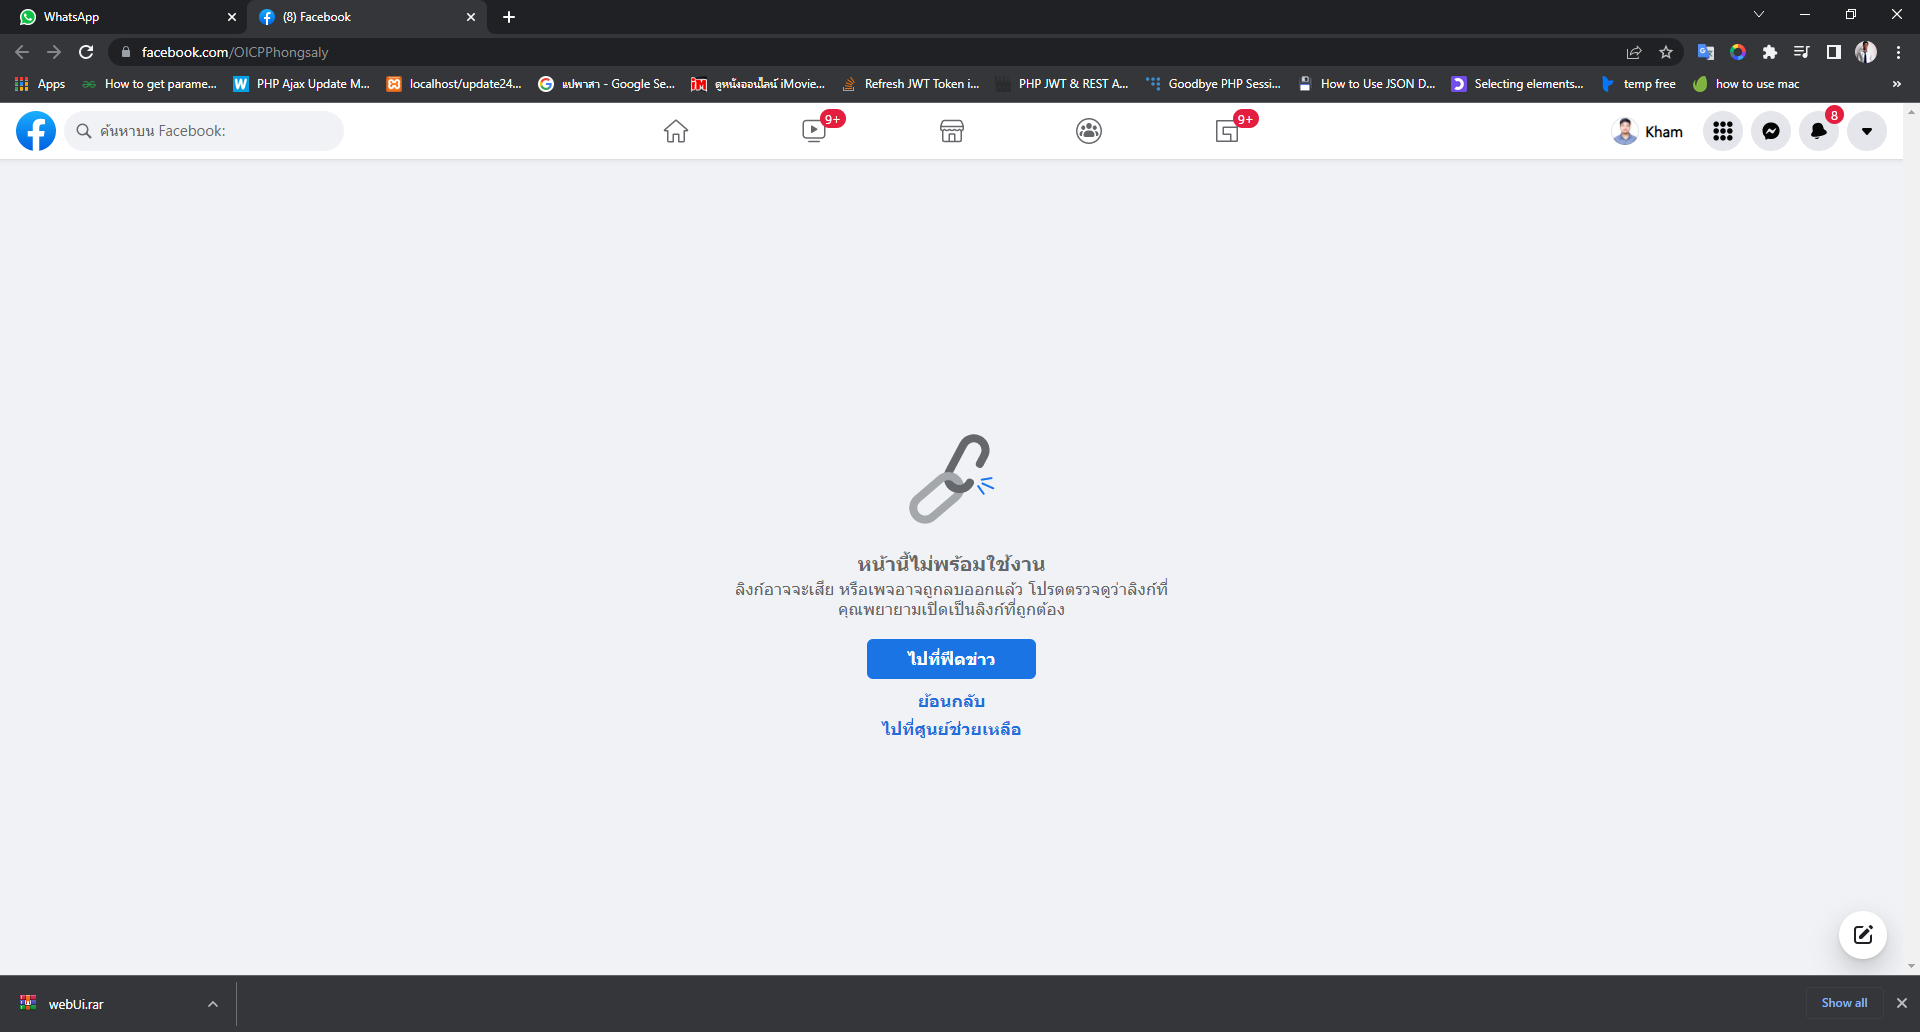 WhatsApp
(8) Facebook
facebook.com/OICPPhongsaly
Apps
How to get parame...
PHP Ajax Update M...
localhost/update24...
แปพาสา - Google Se...
ดูหนังออนไลน์ iMovie...
Refresh JWT Token i...
PHP JWT & REST A...
Goodbye PHP Sessi...
How to Use JSON D...
Selecting elements...
temp free
how to use mac
ค้นหาบน Facebook:
9+
9+
Kham
8
หน้านี้ไม่พร้อมใช้งาน
ลิงก์อาจจะเสีย หรือเพจอาจถูกลบออกแล้ว โปรดตรวจดูว่าลิงก์ที่
คุณพยายามเปิดเป็นลิงก์ที่ถูกต้อง
ไปที่ฟีดข่าว
ย้อนกลับ
ไปที่ศูนย์ช่วยเหลือ
webUi.rar
Show all